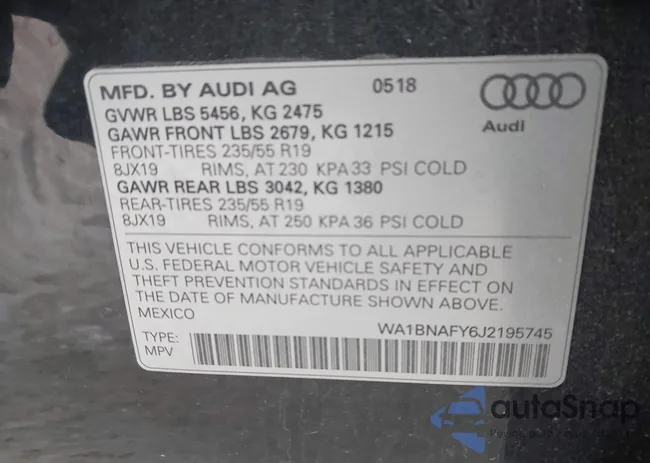 MFD. BY AUDI AG 0518
GVWR LBS 5456, KG 2475
GAWR FRONT LBS 2679, KG 1215
FRONT-TIRES 235/55 R19
8JX19 RIMS, AT 230 KPA33 PSI COLD
GAWR REAR LBS 3042, KG 1380
REAR-TIRES 235/55 R19
8JX19 RIMS, AT 250 KPA 36 PSI COLD
Audi
THIS VEHICLE CONFORMS TO ALL APPLICABLE
U.S. FEDERAL MOTOR VEHICLE SAFETY AND
THEFT PREVENTION STANDARDS IN EFFECT ON
THE DATE OF MANUFACTURE SHOWN ABOVE.
MEXICO
WA1BNAFY6J2195745
TYPE:
MPV
autoSnap